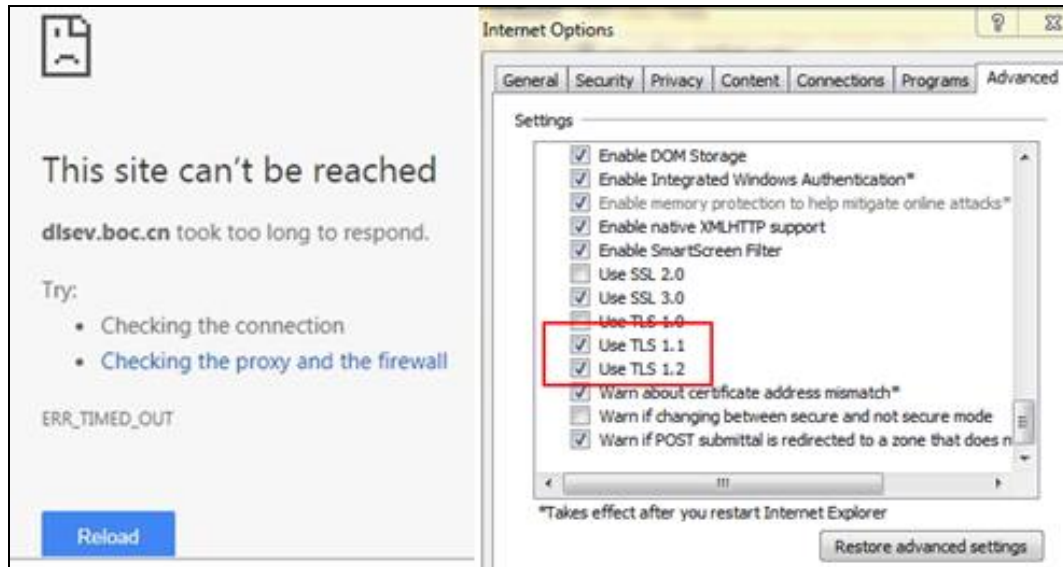 This site can't be reached
dlsev.boc.cn took too long to respond.
Try:
• Checking the connection
• Checking the proxy and the firewall
ERR_TIMED_OUT
Reload
Internet Options
General Security Privacy Content Connections Programs Advanced
Settings
Enable DOM Storage
Enable Integrated Windows Authentication*
Enable memory protection to help mitigate online attacks*
Enable native XMLHTTP support
Enable SmartScreen Filter
Use SSL 2.0
Use SSL 3.0
Use TLS 1.0
Use TLS 1.1
Use TLS 1.2
Warn about certificate address mismatch*
Warn if changing between secure and not secure mode
Warn if POST submittal is redirected to a zone that does n
*Takes effect after you restart Internet Explorer
Restore advanced settings